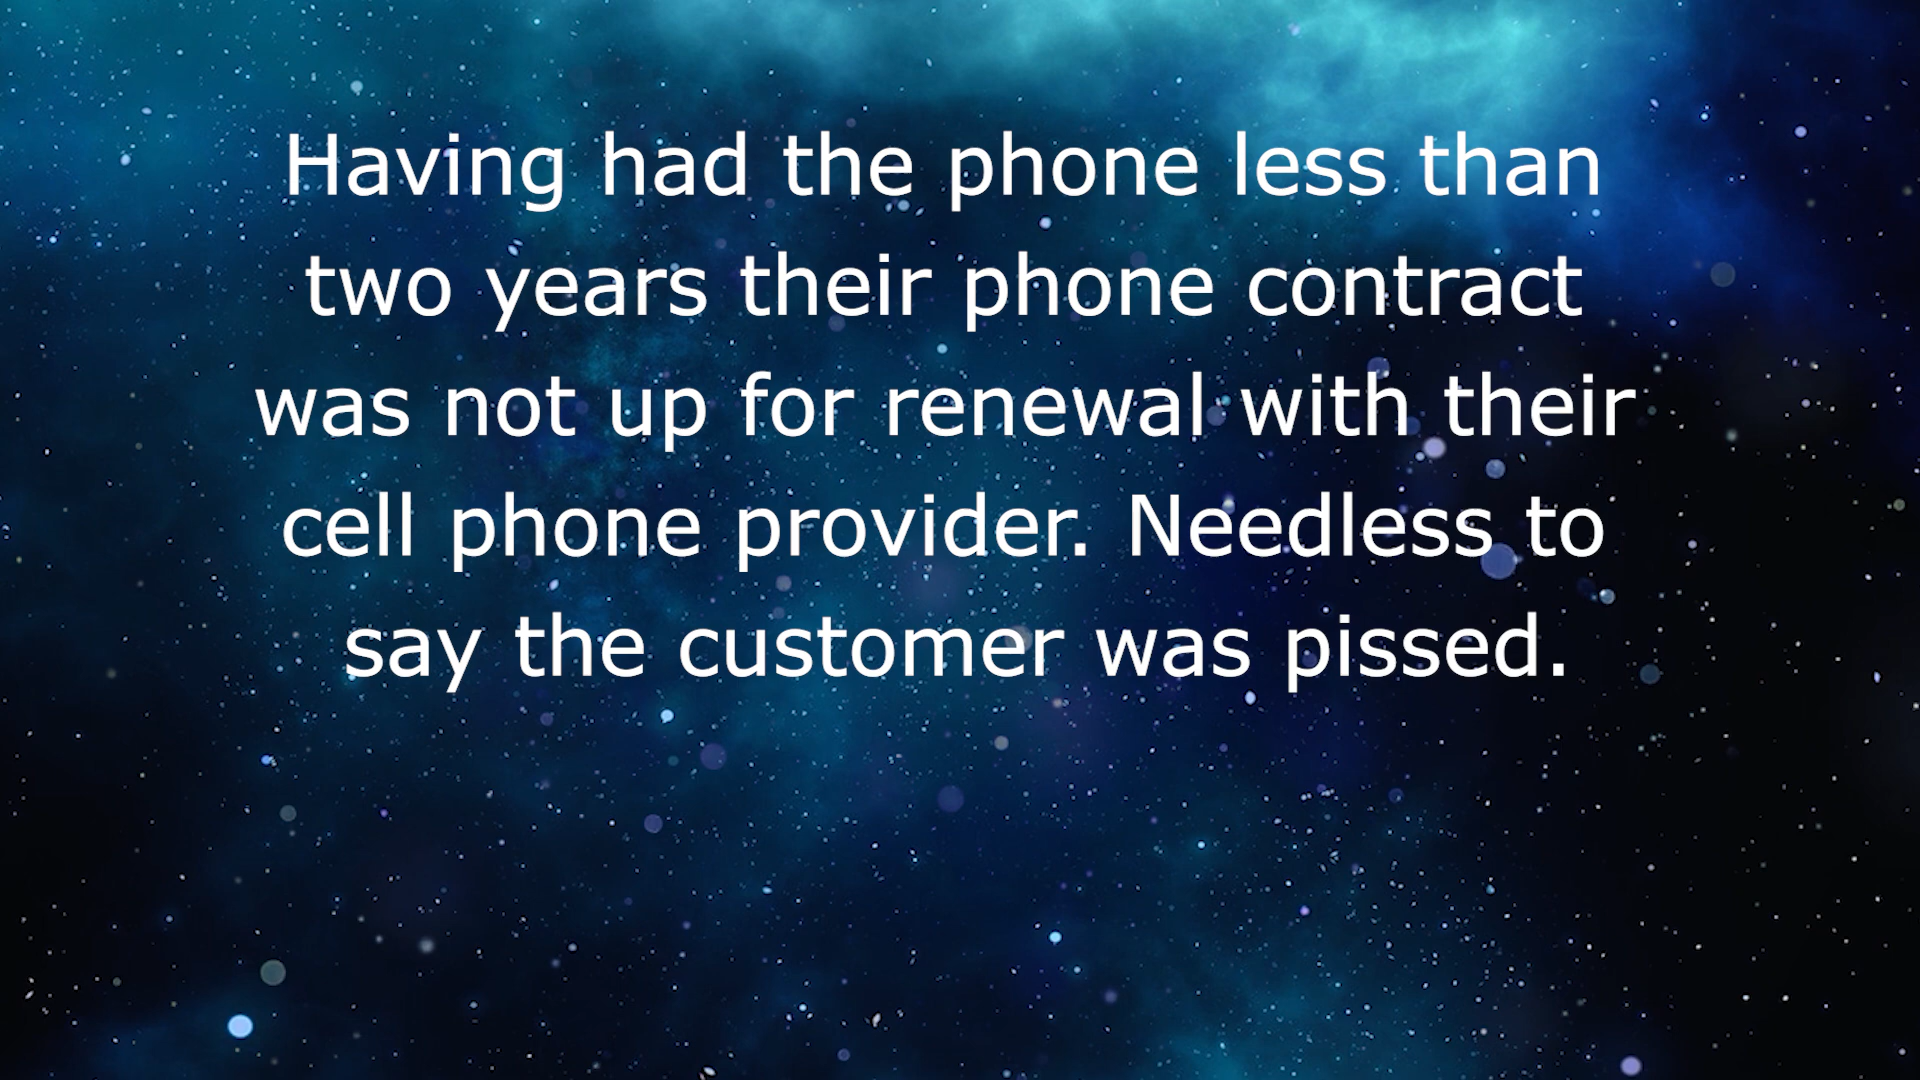 Having had the phone less than
two years their phone contract
was not up for renewal with their
cell phone provider. Needless to
say the customer was pissed.